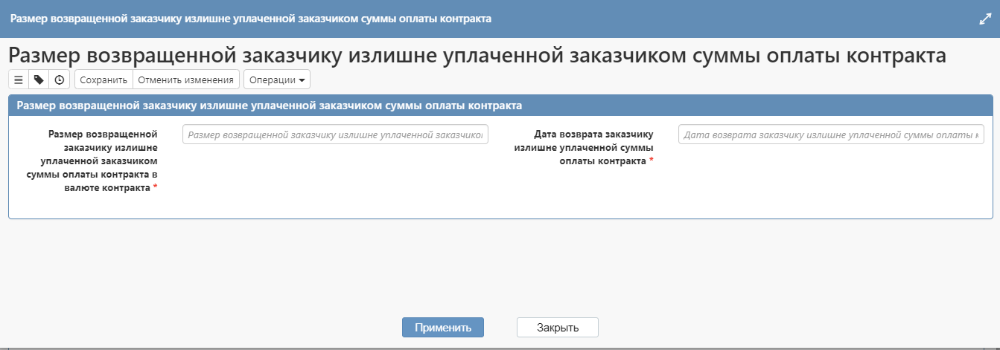 Размер возвращенной заказчику излишне уплаченной заказчиком суммы оплаты контракта
Размер возвращенной заказчику излишне уплаченной заказчиком суммы оплаты контракта
Сохранить Отменить изменения Операции
Размер возвращенной заказчику излишне уплаченной заказчиком суммы оплаты контракта
Размер возвращенной
заказчику излишне
уплаченной заказчиком
суммы оплаты контракта в
валюте контракта *
Размер возвращенной заказчику излишне уплаченной заказчико
Дата возврата заказчику
излишне уплаченной суммы
оплаты контракта *
Дата возврата заказчику излишне уплаченной суммы оплаты к
Применить Закрыть